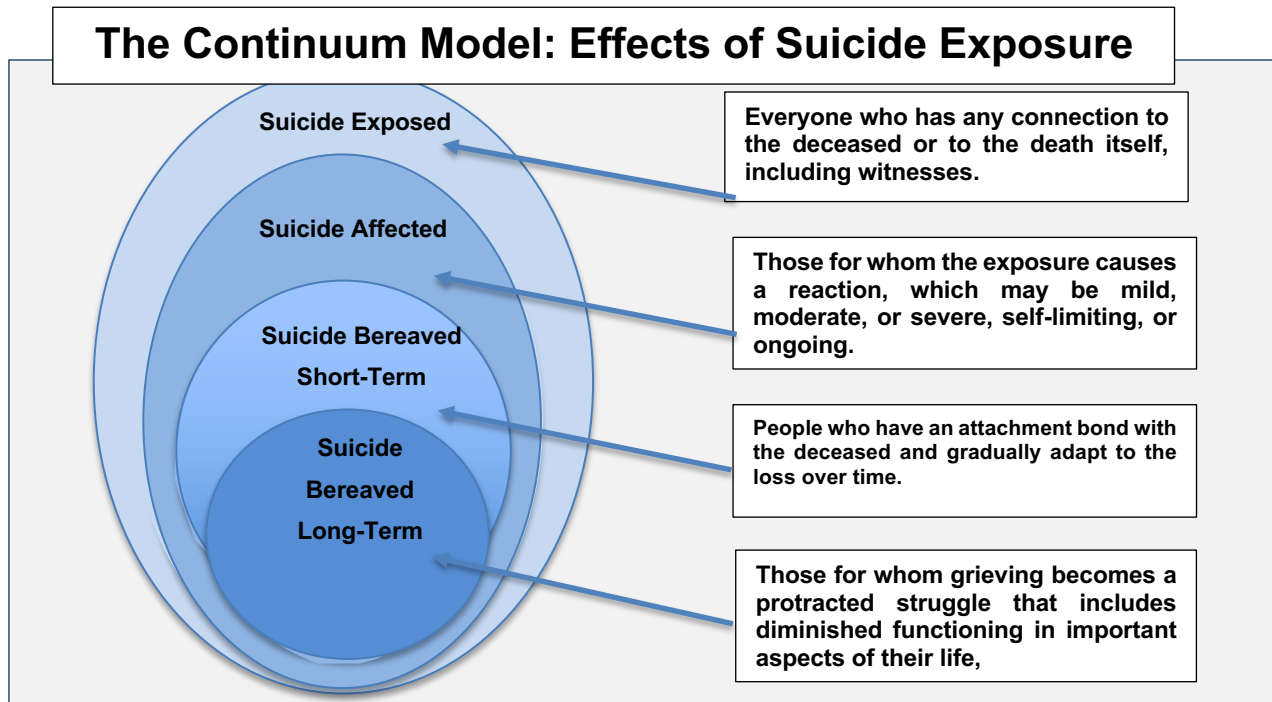 The Continuum Model: Effects of Suicide Exposure
Suicide Exposed
Everyone who has any connection to
the deceased or to the death itself,
including witnesses.
Suicide Affected
Those for whom the exposure causes
a reaction, which may be mild,
moderate, or severe, self-limiting, or
ongoing.
Suicide Bereaved
Short-Term
People who have an attachment bond with
the deceased and gradually adapt to the
loss over time.
Suicide
Bereaved
Long-Term
Those for whom grieving becomes a
protracted struggle that includes
diminished functioning in important
aspects of their life,